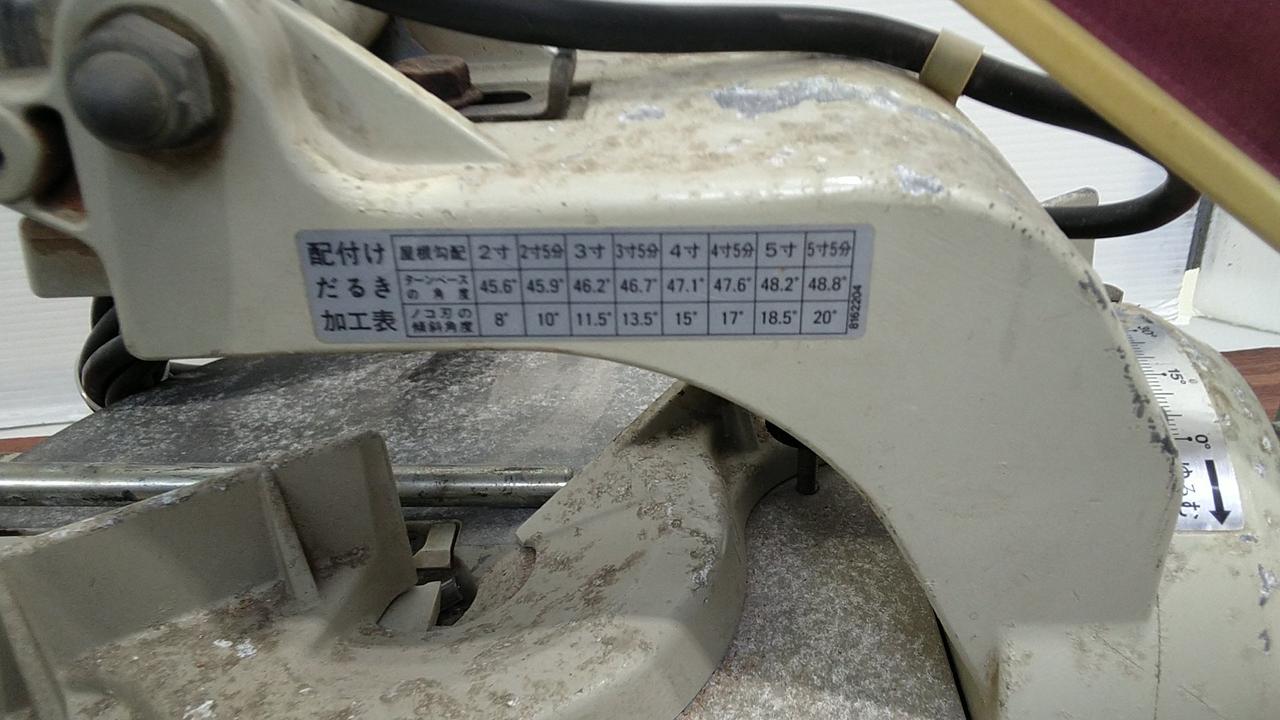 配付け
だるき
加工表
屋根勾配 2寸 2寸5分 3寸 3寸5分 4寸 4寸5分 5寸 5寸5分
ターンベースの角度 45.6° 45.9° 46.2° 46.7° 47.1° 47.6° 48.2° 48.8°
ノコ刃の傾斜角度 8° 10° 11.5° 13.5° 15° 17° 18.5° 20°
8162204
30°
15°
0°
ゆるむ